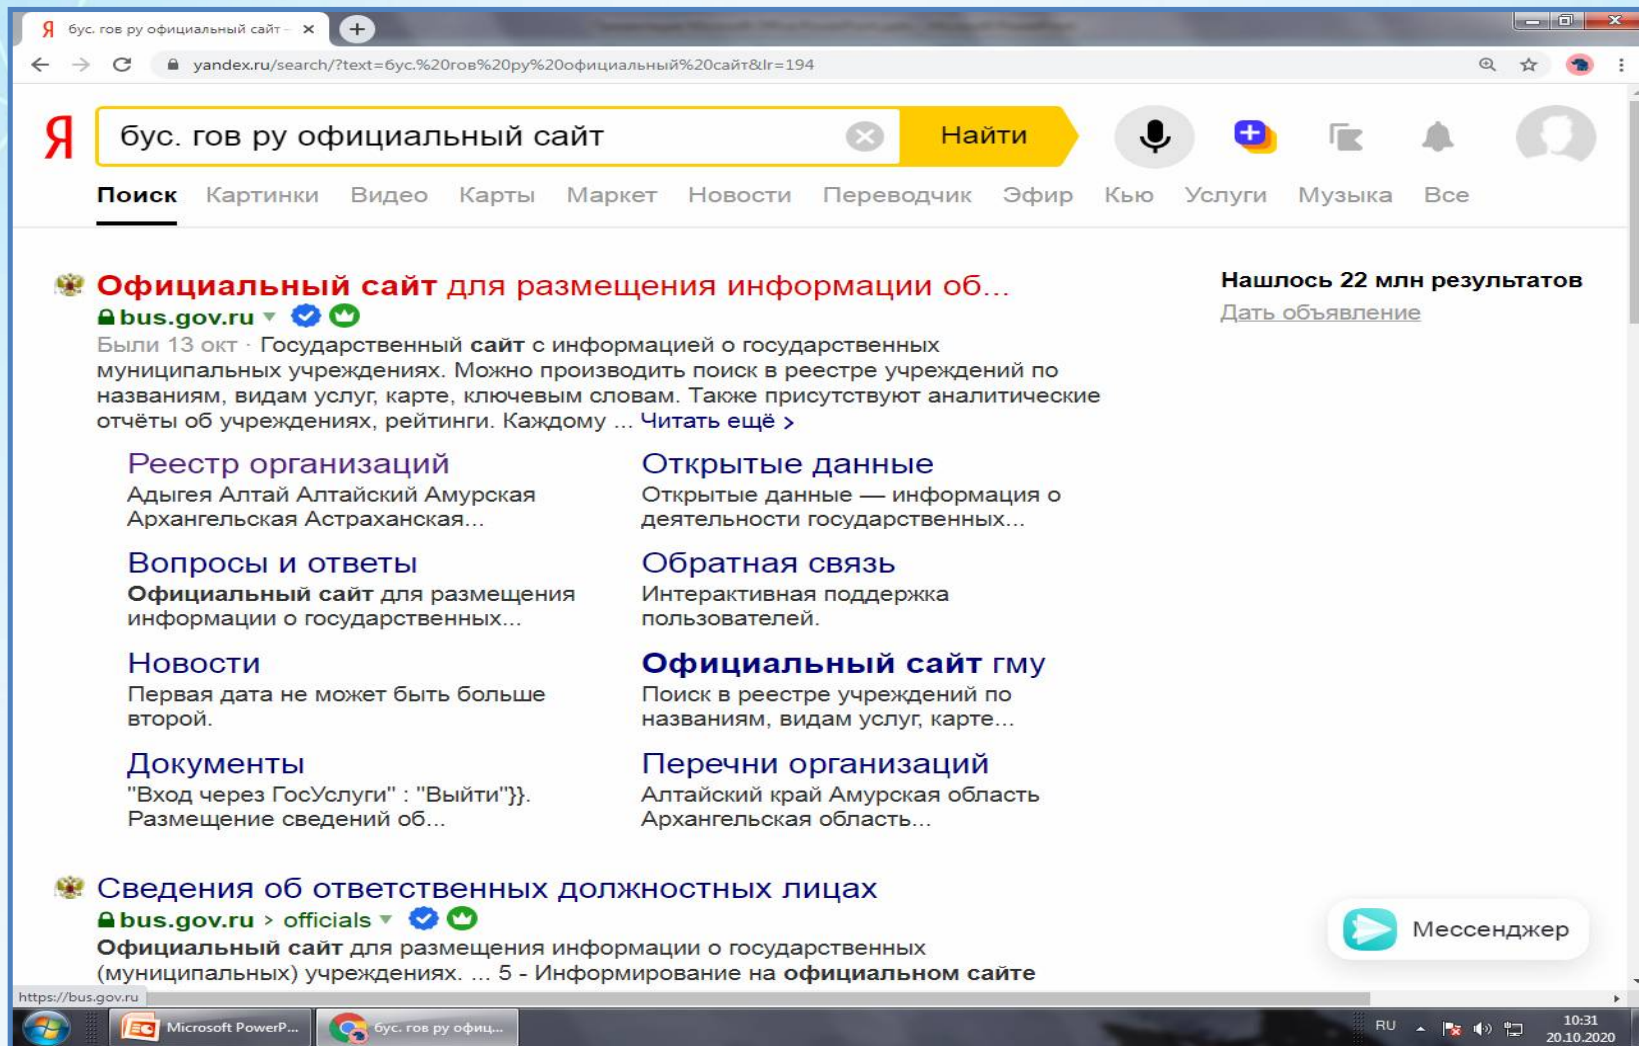 Я бус. гов ру официальный сайт –
yandex.ru/search/?text=бус.%20гов%20ру%20официальный%20сайт&lr=194
Я
бус. гов ру официальный сайт
Найти
Поиск Картинки Видео Карты Маркет Новости Переводчик Эфир Кью Услуги Музыка Все
Официальный сайт для размещения информации об...
bus.gov.ru
Были 13 окт · Государственный сайт с информацией о государственных
муниципальных учреждениях. Можно производить поиск в реестре учреждений по
названиям, видам услуг, карте, ключевым словам. Также присутствуют аналитические
отчёты об учреждениях, рейтинги. Каждому ... Читать ещё >
Нашлось 22 млн результатов
Дать объявление
Реестр организаций
Адыгея Алтай Алтайский Амурская
Архангельская Астраханская...
Открытые данные
Открытые данные — информация о
деятельности государственных...
Вопросы и ответы
Официальный сайт для размещения
информации о государственных...
Обратная связь
Интерактивная поддержка
пользователей.
Новости
Первая дата не может быть больше
второй.
Официальный сайт гму
Поиск в реестре учреждений по
названиям, видам услуг, карте...
Документы
"Вход через ГосУслуги" : "Выйти"}}.
Размещение сведений об...
Перечни организаций
Алтайский край Амурская область
Архангельская область...
Сведения об ответственных должностных лицах
bus.gov.ru > officials
Официальный сайт для размещения информации о государственных
(муниципальных) учреждениях. ... 5 - Информирование на официальном сайте
Мессенджер
https://bus.gov.ru
Microsoft PowerP...
бус. гов ру офиц...
RU
10:31
20.10.2020